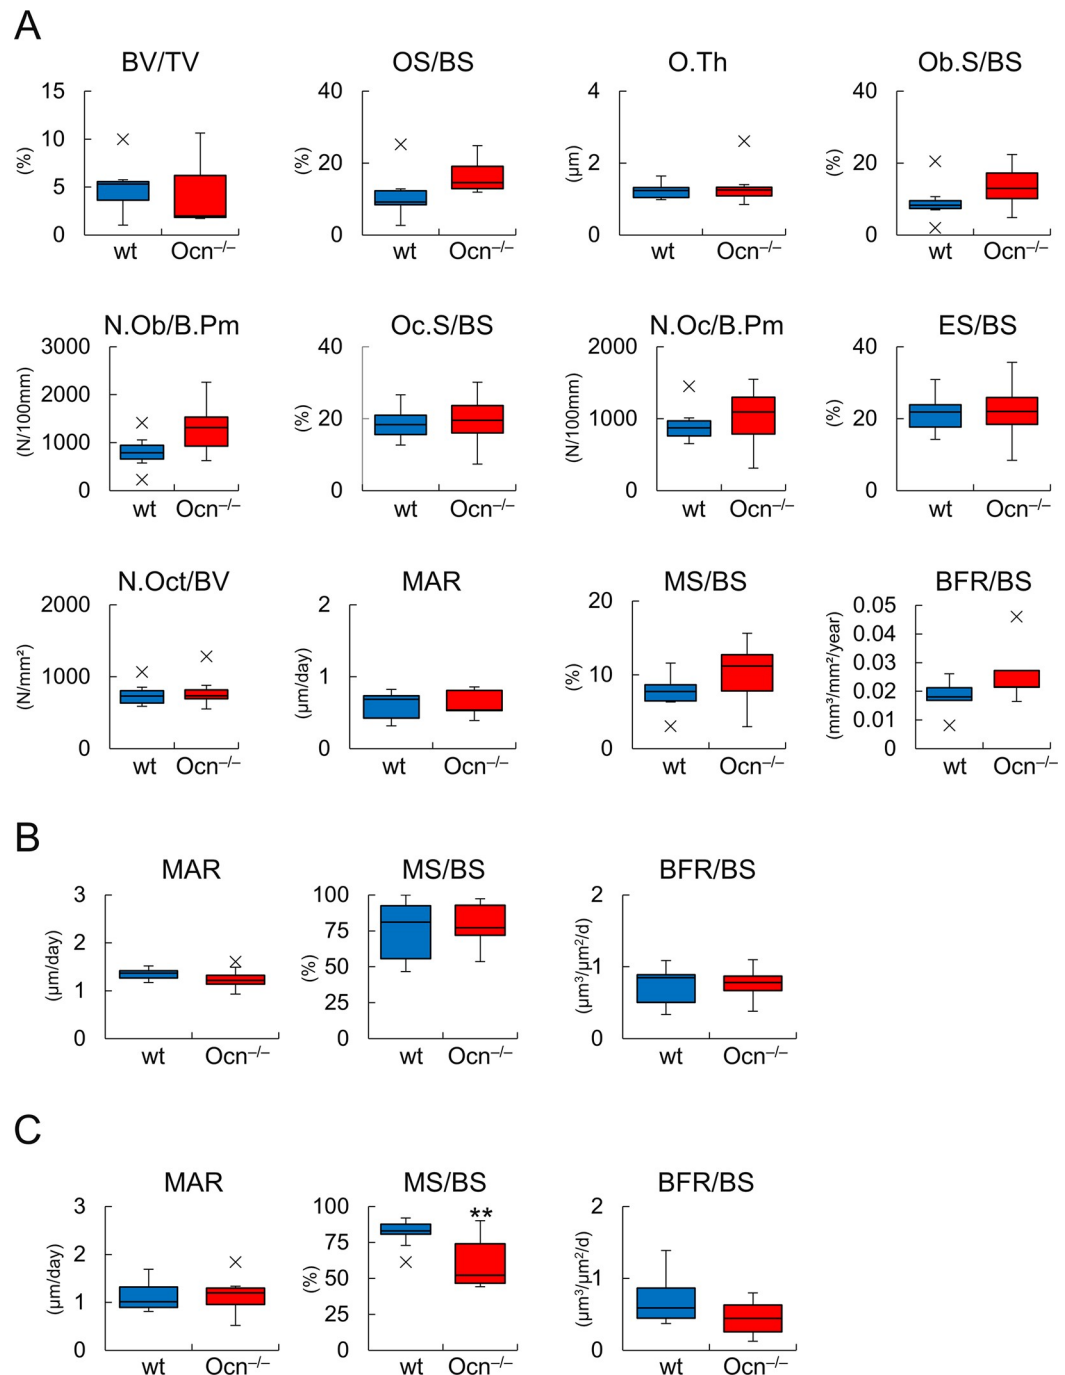 A
BV/TV
15
10
5
0
(%)
wt
Ocn–/–
OS/BS
40
20
0
(%)
wt
Ocn–/–
O.Th
4
2
0
(μm)
wt
Ocn–/–
Ob.S/BS
40
20
0
(%)
wt
Ocn–/–
N.Ob/B.Pm
3000
2000
1000
0
(N/100mm)
wt
Ocn–/–
Oc.S/BS
40
20
0
(%)
wt
Ocn–/–
N.Oc/B.Pm
2000
1000
0
(N/100mm)
wt
Ocn–/–
ES/BS
40
20
0
(%)
wt
Ocn–/–
N.Oct/BV
2000
1000
0
(N/mm²)
wt
Ocn–/–
MAR
2
1
0
(μm/day)
wt
Ocn–/–
MS/BS
20
10
0
(%)
wt
Ocn–/–
BFR/BS
0.05
0.04
0.03
0.02
0.01
0
(mm³/mm²/year)
wt
Ocn–/–
B
MAR
3
2
1
0
(μm/day)
wt
Ocn–/–
MS/BS
100
75
50
25
0
(%)
wt
Ocn–/–
BFR/BS
2
1
0
(μm³/μm²/d)
wt
Ocn–/–
C
MAR
3
2
1
0
(μm/day)
wt
Ocn–/–
MS/BS
100
75
50
25
0
(%)
**
wt
Ocn–/–
BFR/BS
2
1
0
(μm³/μm²/d)
wt
Ocn–/–